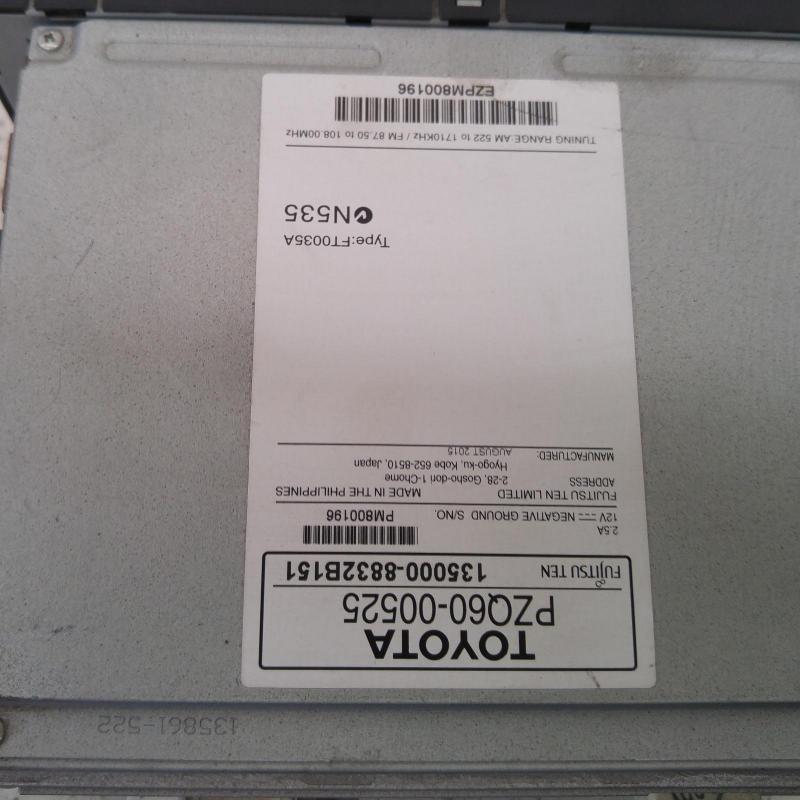 TOYOTA
PZQ60-00525
FUJITSU TEN 135000-8832B151
2.5A
12V NEGATIVE GROUND S/NO. PM800196
FUJITSU TEN LIMITED MADE IN THE PHILIPPINES
ADDRESS 2-28, Gosho-dori 1-Chome
Hyogo-ku, Kobe 652-8510, Japan
MANUFACTURED: AUGUST 2015
Type:FT0035A
N535
TUNING RANGE:AM 522 to 1710KHz / FM 87.50 to 108.00MHz
EZPM800196
135861-522